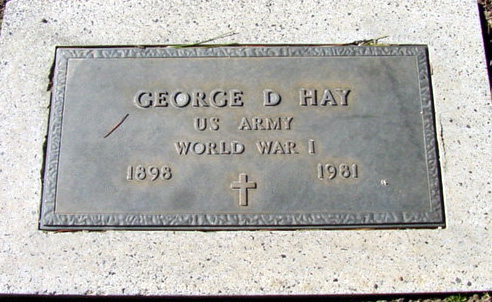 GEORGE D HAY
US ARMY
WORLD WAR I
1898 1981